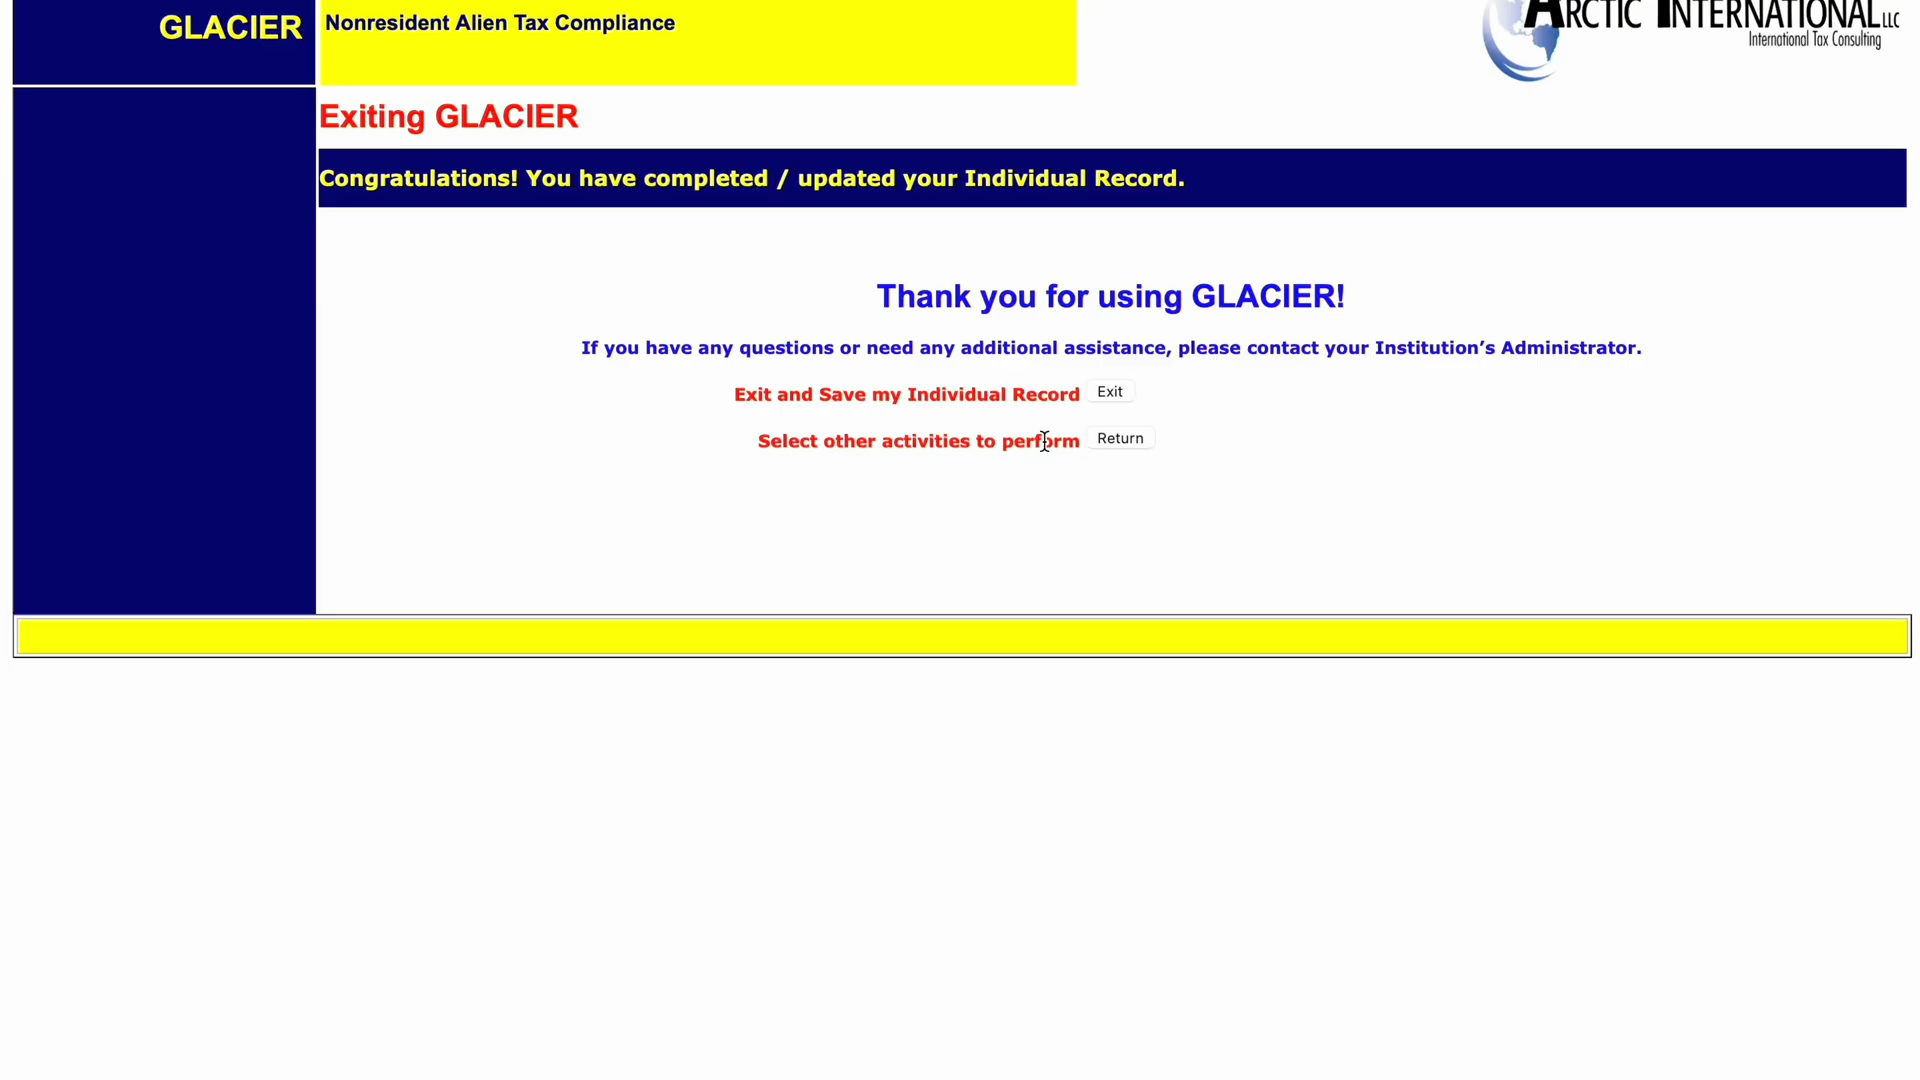 GLACIER
Nonresident Alien Tax Compliance
ARCTIC INTERNATIONAL LLC
International Tax Consulting
Exiting GLACIER
Congratulations! You have completed / updated your Individual Record.
Thank you for using GLACIER!
If you have any questions or need any additional assistance, please contact your Institution’s Administrator.
Exit and Save my Individual Record Exit
Select other activities to perform Return